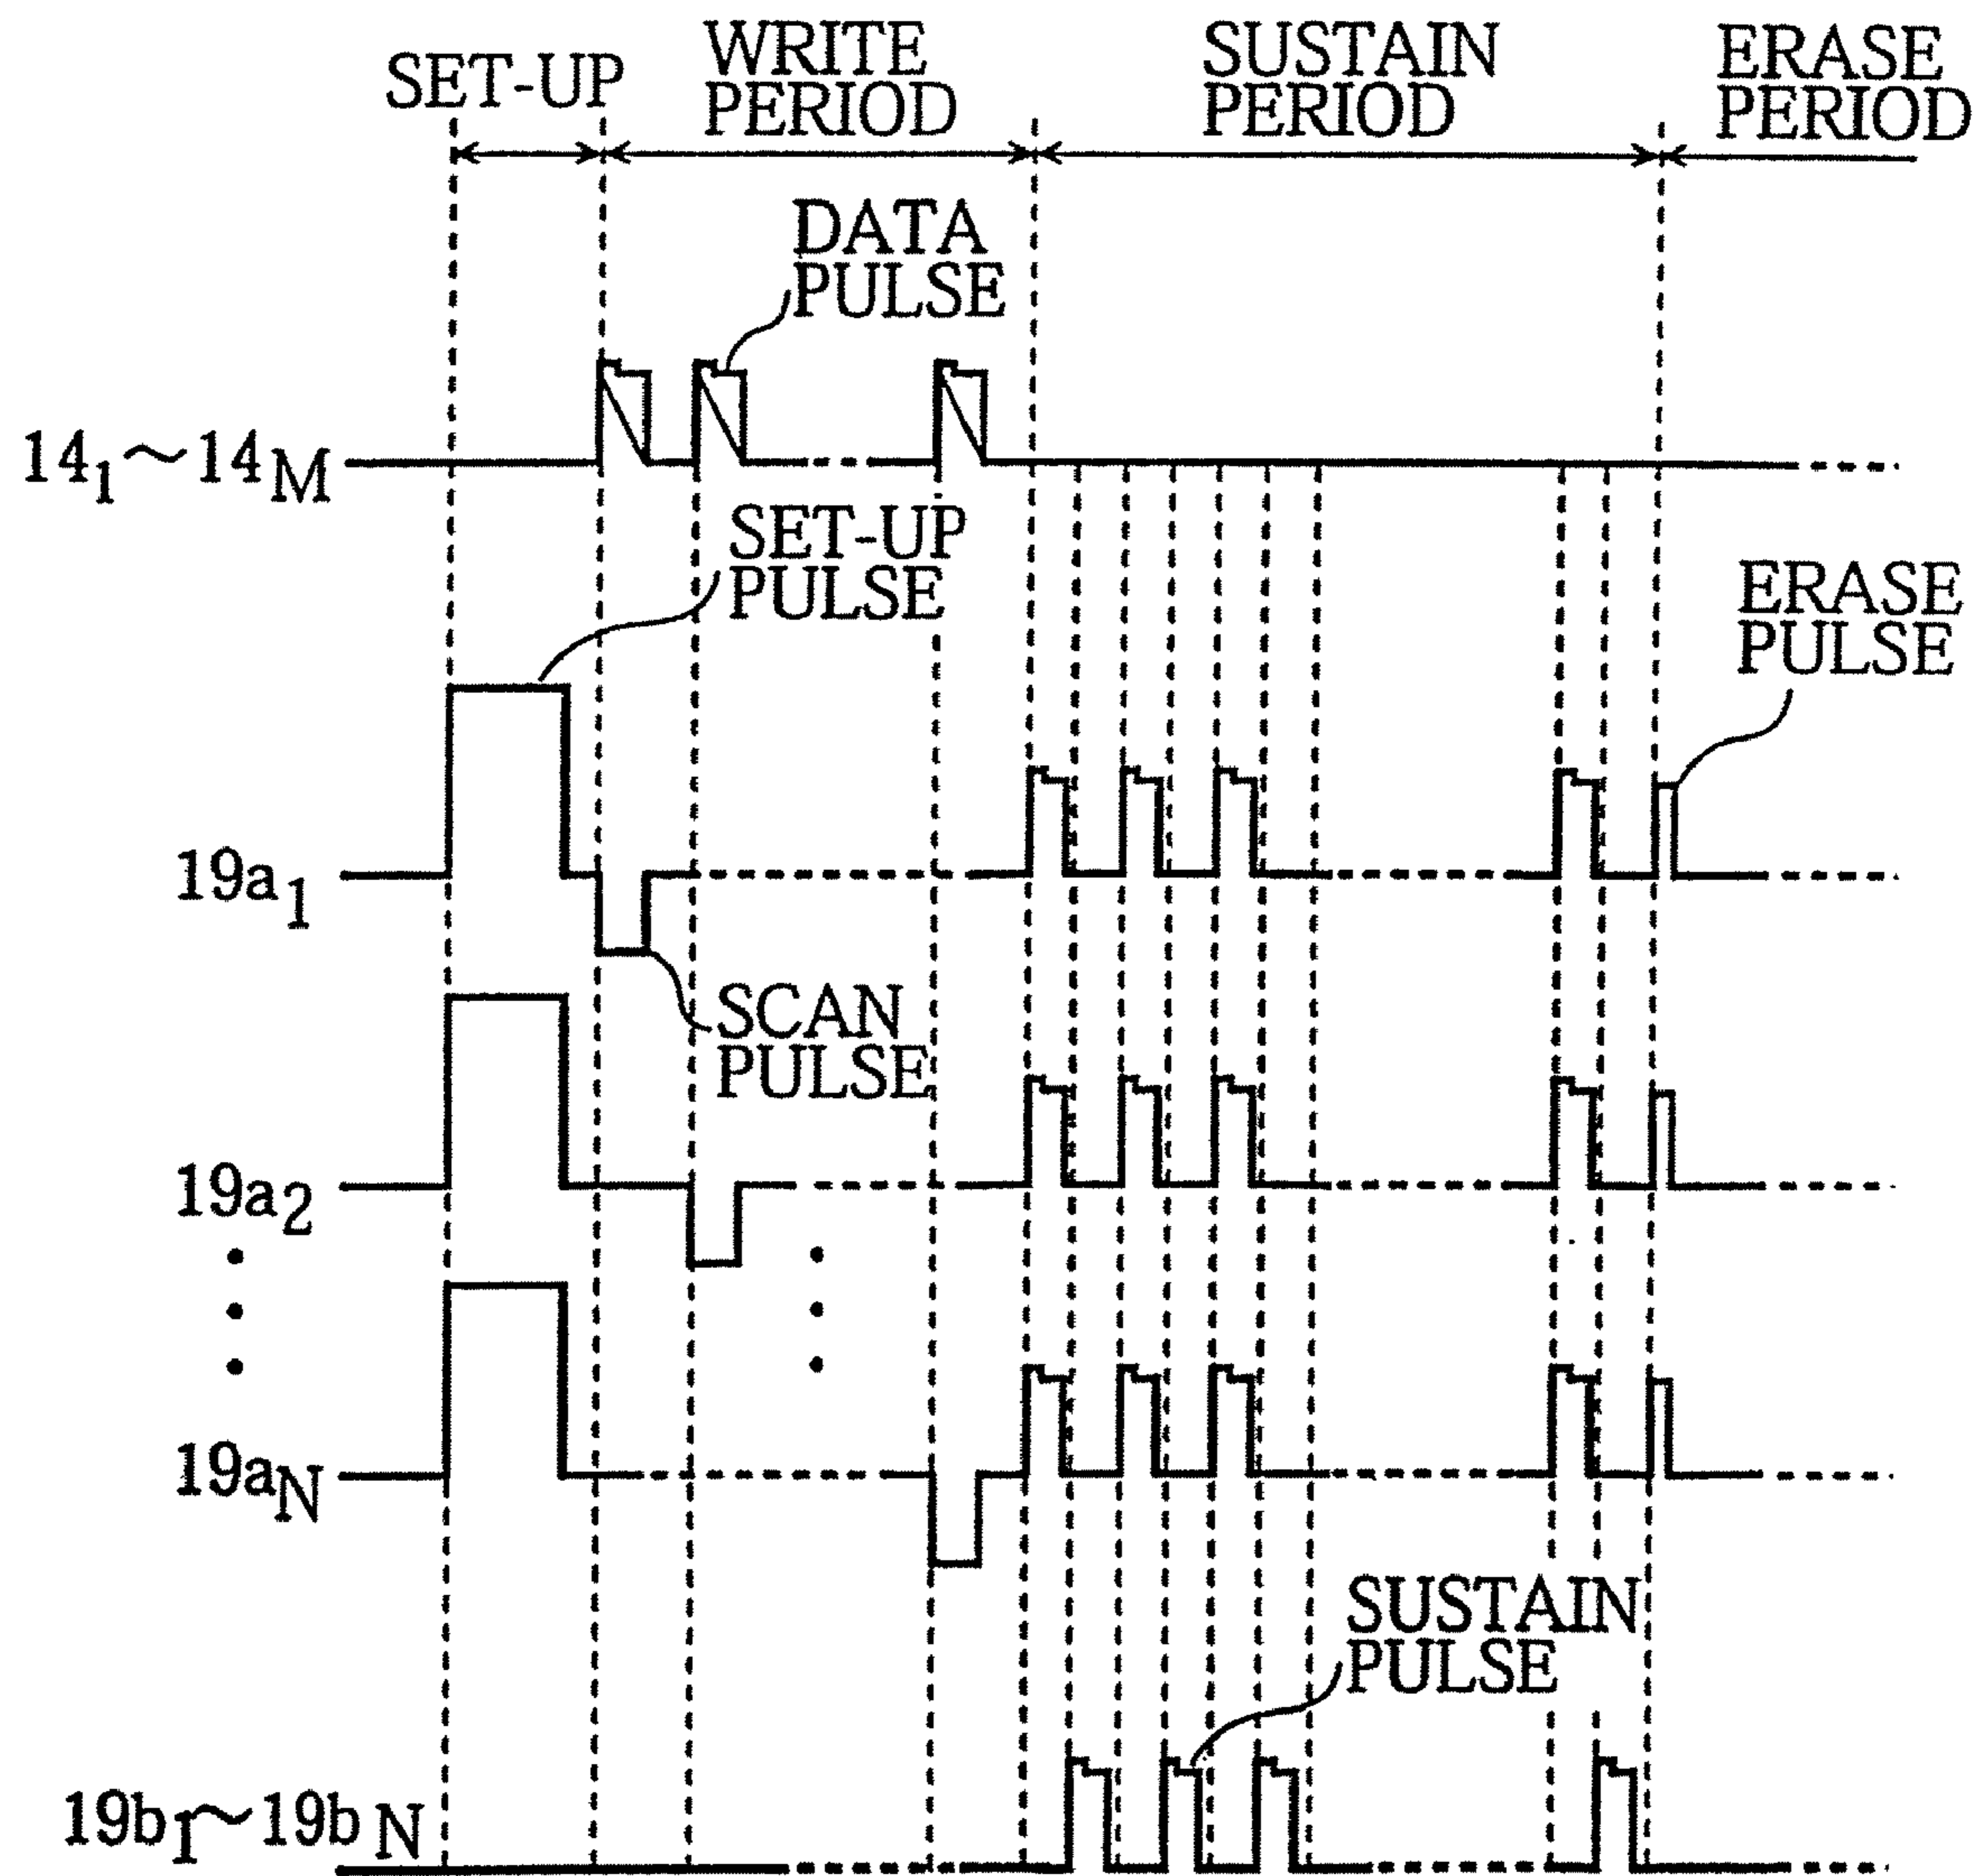 SET-UP
WRITE
PERIOD
SUSTAIN
PERIOD
ERASE
PERIOD
DATA
PULSE
14₁～14M
SET-UP
PULSE
ERASE
PULSE
19a₁
SCAN
PULSE
19a₂
19aN
SUSTAIN
PULSE
19b₁～19bN